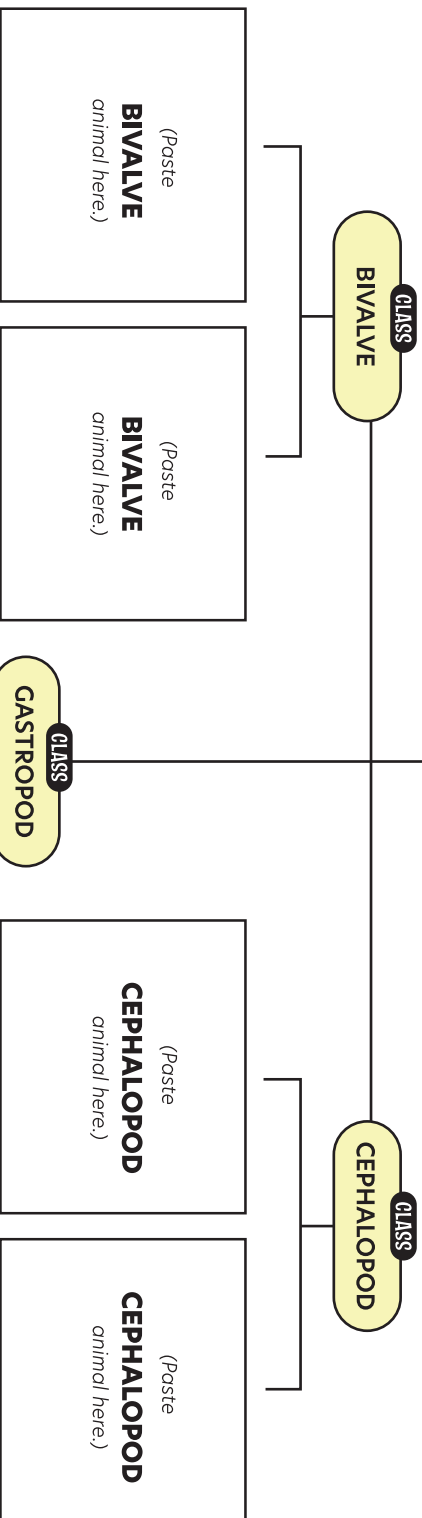 CLASS
BIVALVE
CLASS
CEPHALOPOD
(Paste
BIVALVE
animal here.)
(Paste
BIVALVE
animal here.)
(Paste
CEPHALOPOD
animal here.)
(Paste
CEPHALOPOD
animal here.)
CLASS
GASTROPOD